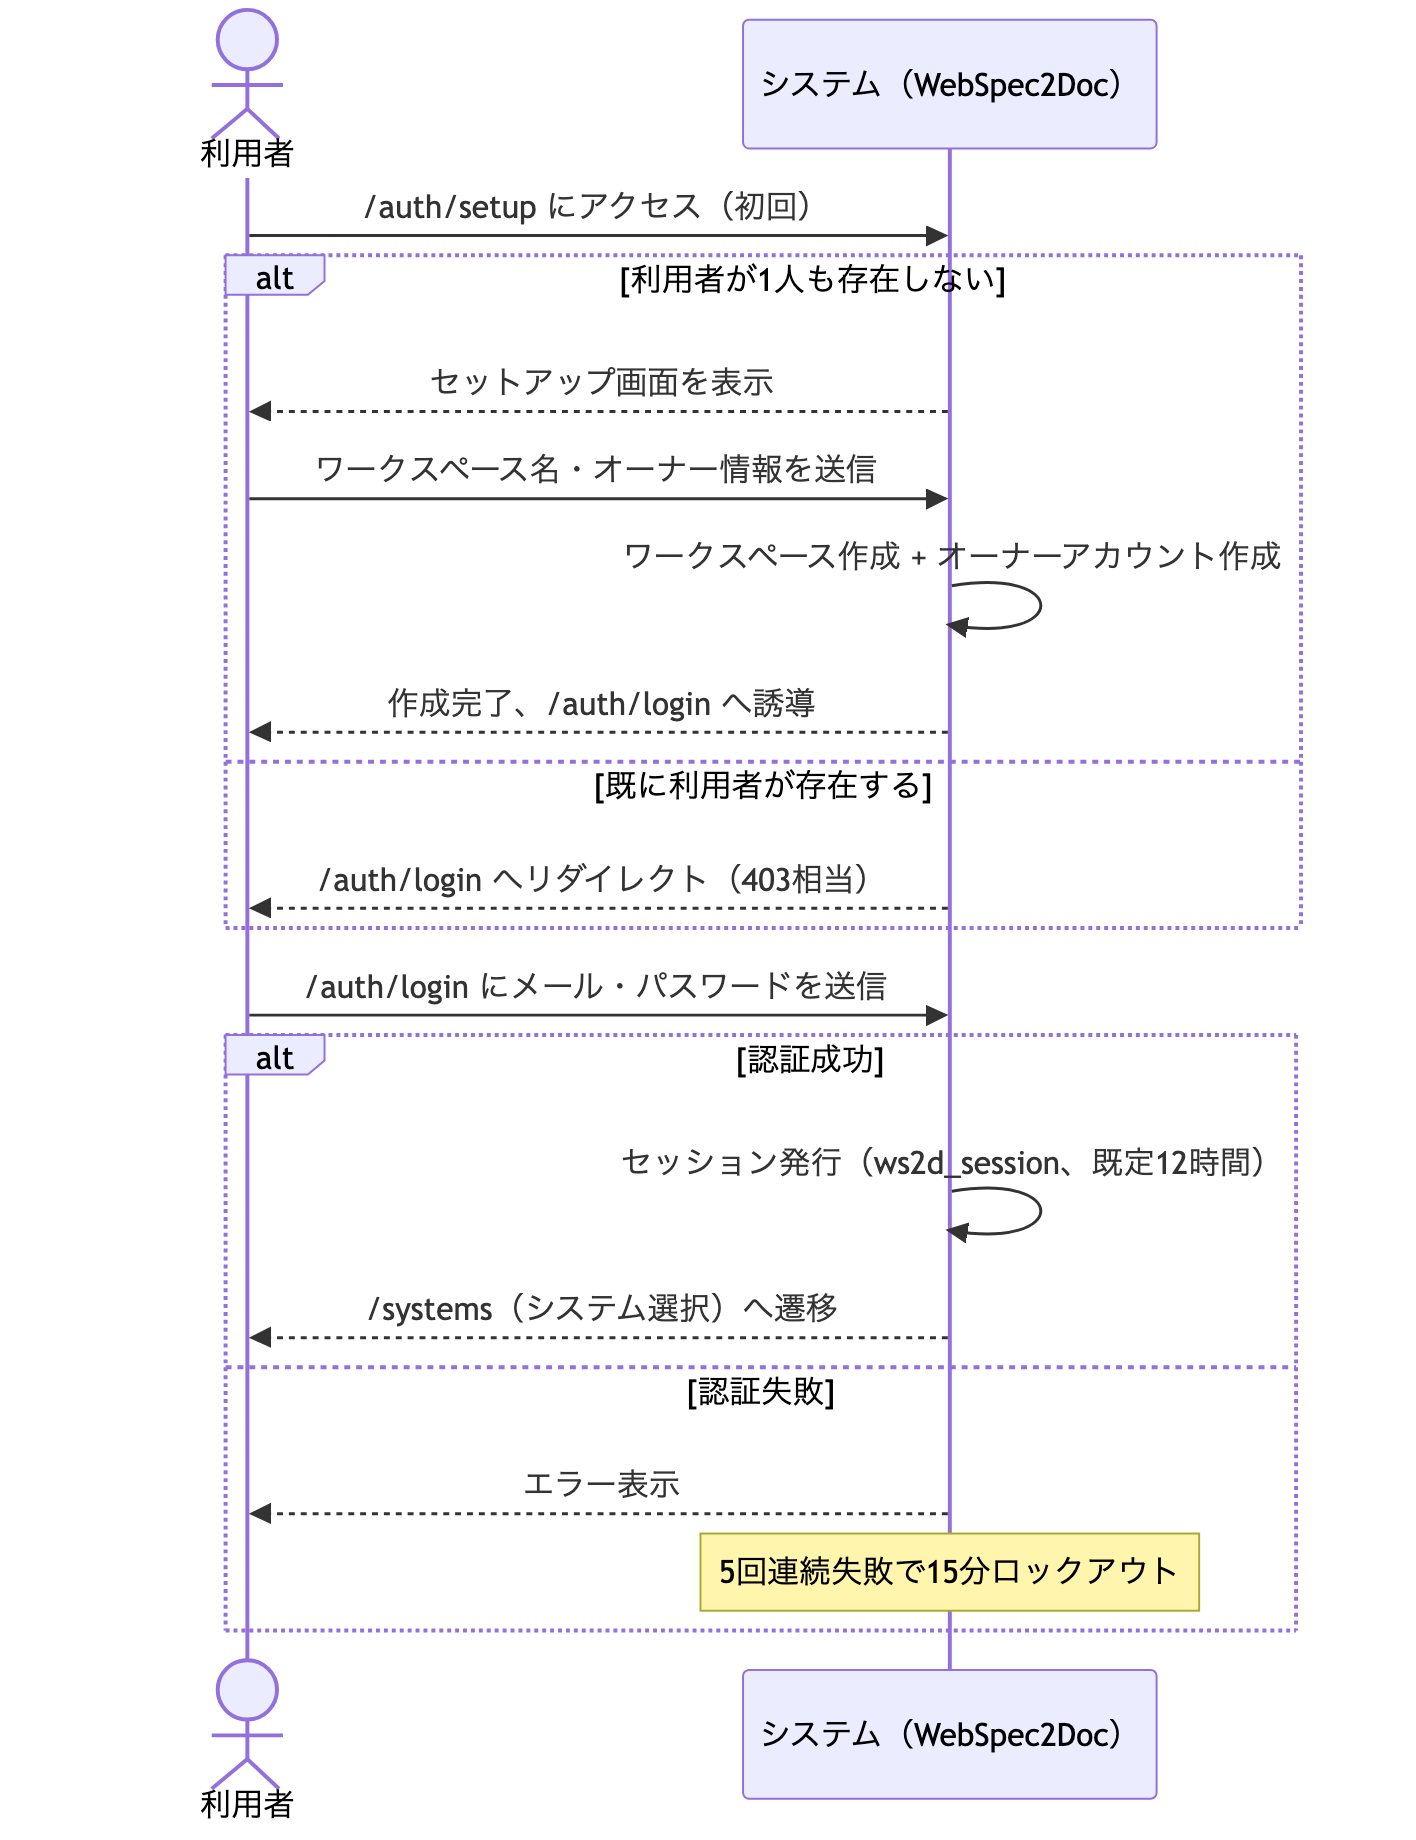 システム（WebSpec2Doc）
利用者
/auth/setup にアクセス（初回）
alt
[利用者が1人も存在しない]
セットアップ画面を表示
ワークスペース名・オーナー情報を送信
ワークスペース作成 + オーナーアカウント作成
作成完了、/auth/login へ誘導
[既に利用者が存在する]
/auth/login へリダイレクト（403相当）
/auth/login にメール・パスワードを送信
alt
[認証成功]
セッション発行（ws2d_session、既定12時間）
/systems（システム選択）へ遷移
[認証失敗]
エラー表示
5回連続失敗で15分ロックアウト
システム（WebSpec2Doc）
利用者